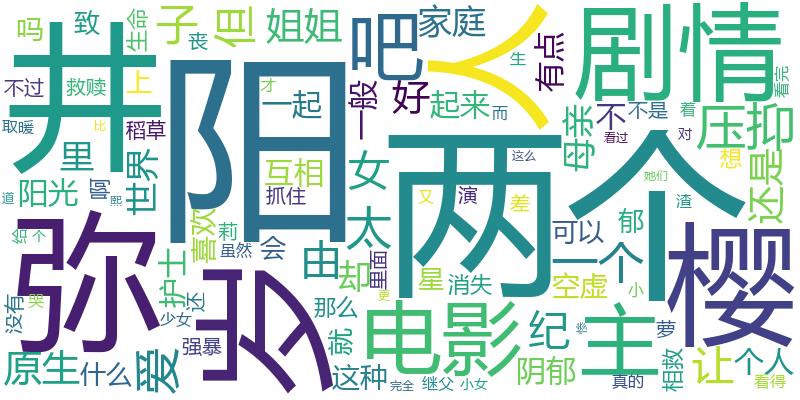 吗
致
子
但
姐姐
吧
家庭
人
剧情
生命
丧
井
阳
有点
不过
救赎
上
才
一起
一般
好
起来
生
而
看完
取暖
比
稻草
里
世界
互相
抓住
女
母亲
不
不是
着
对
压抑
看过
两个
这么
她们
想
还是
道
阳光
啊
熙
喜欢
莉
太
又
演
差
郁
渣
可以
给
个
弥
护士
虽然
会
由
却
里面
星
消失
一个
空虚
小
樱
没有
哭
还
少女
岁
那么
就
电影
更
纪
主
萝
相救
原生
什么
爱
强暴
这种
完全
继父
小女
阴郁
真的
让
个人
看得